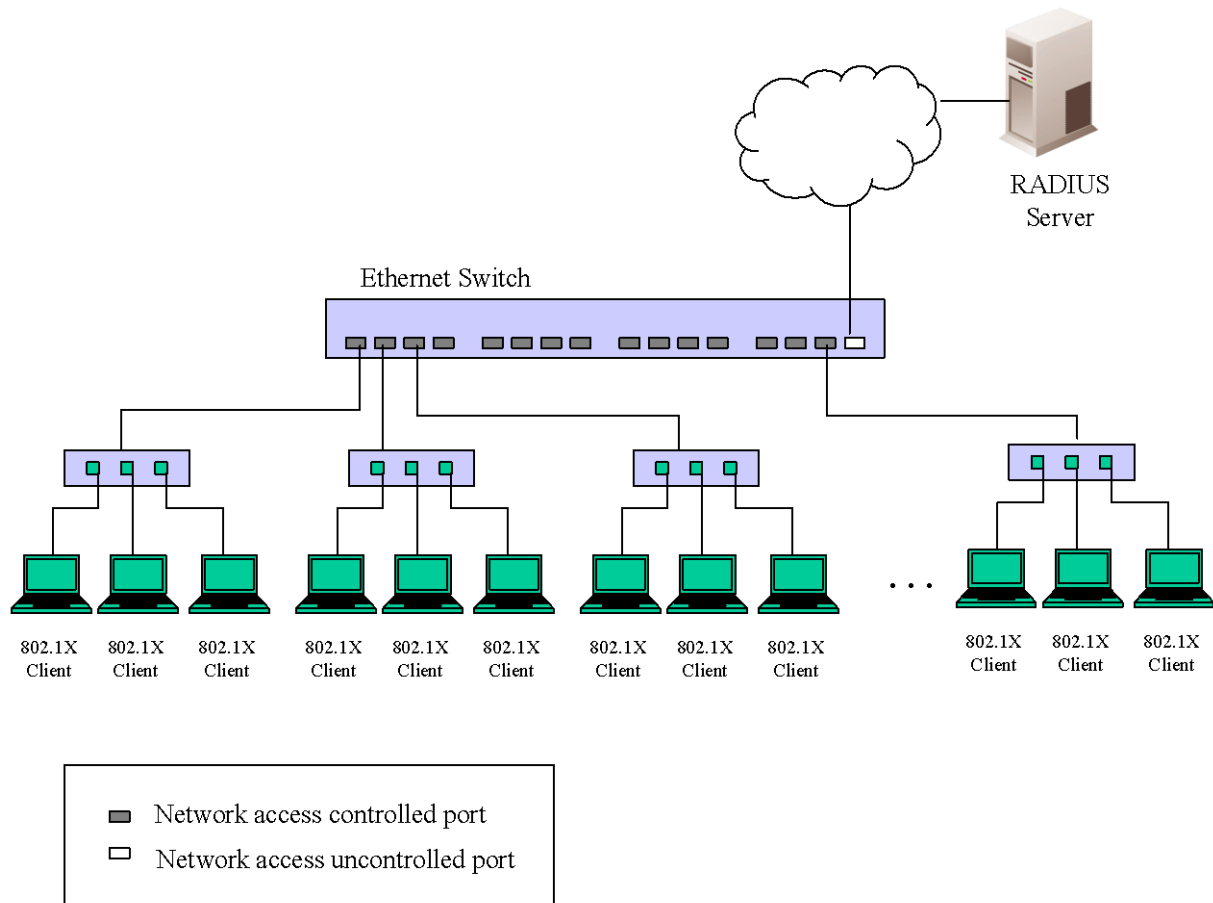 RADIUS
Server
Ethernet Switch
802.1X
Client
802.1X
Client
802.1X
Client
802.1X
Client
802.1X
Client
802.1X
Client
802.1X
Client
802.1X
Client
802.1X
Client
. . .
802.1X
Client
802.1X
Client
802.1X
Client
Network access controlled port
Network access uncontrolled port